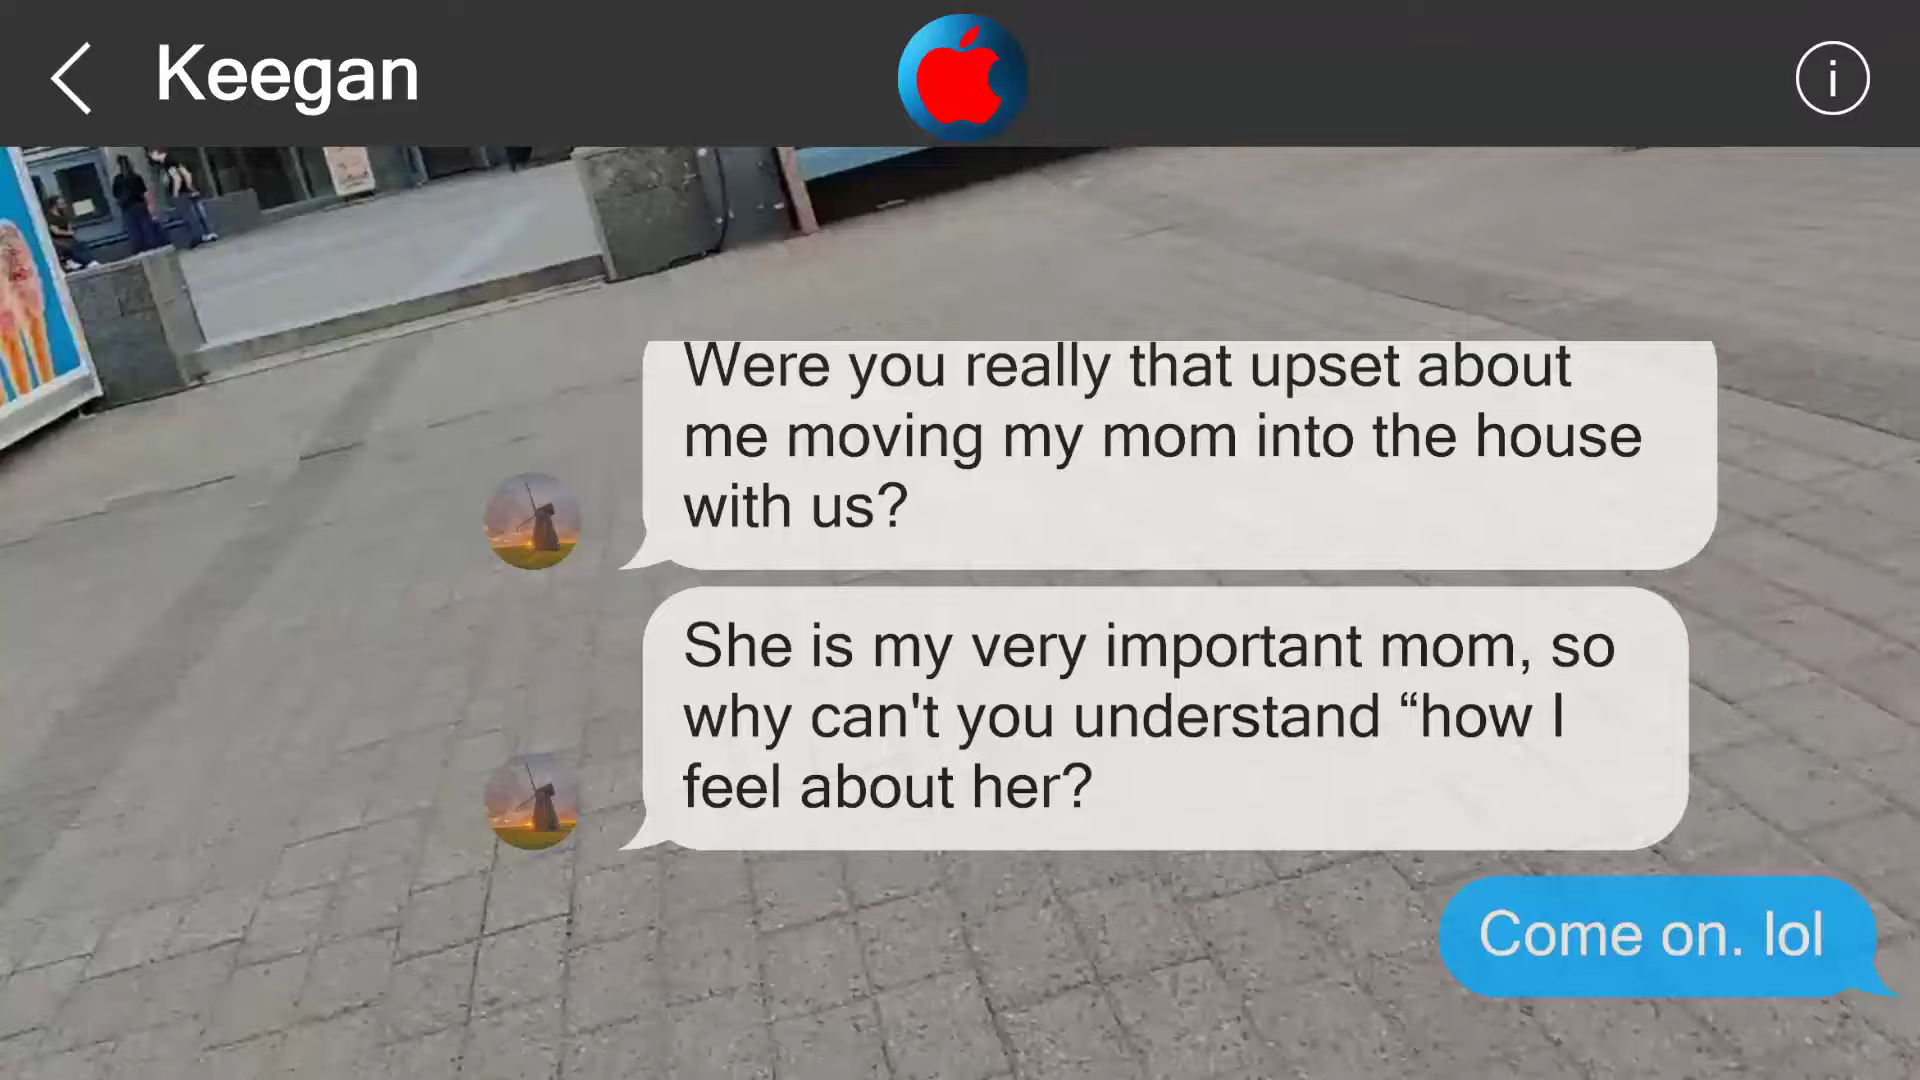 Keegan
i
Were you really that upset about
me moving my mom into the house
with us?
She is my very important mom, so
why can't you understand “how I
feel about her?
Come on. lol